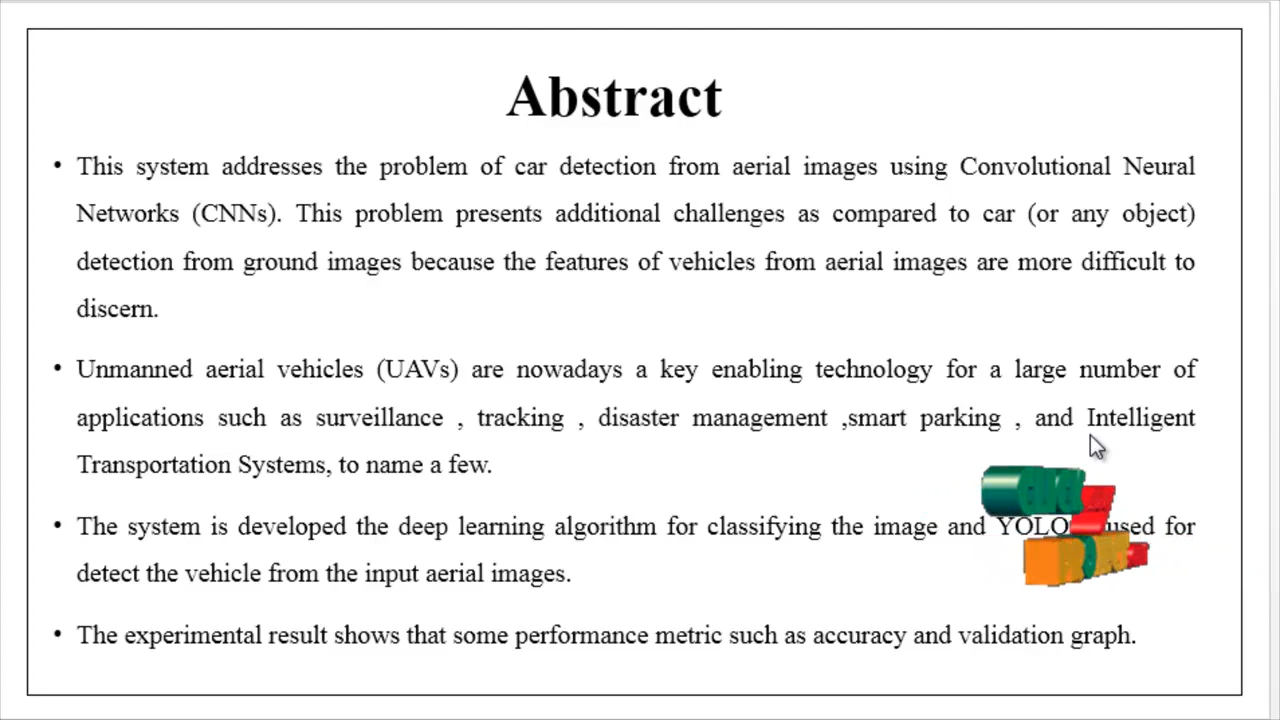 Abstract
• This system addresses the problem of car detection from aerial images using Convolutional Neural
Networks (CNNs). This problem presents additional challenges as compared to car (or any object)
detection from ground images because the features of vehicles from aerial images are more difficult to
discern.
• Unmanned aerial vehicles (UAVs) are nowadays a key enabling technology for a large number of
applications such as surveillance , tracking , disaster management ,smart parking , and Intelligent
Transportation Systems, to name a few.
• The system is developed the deep learning algorithm for classifying the image and YOLO used for
detect the vehicle from the input aerial images.
• The experimental result shows that some performance metric such as accuracy and validation graph.